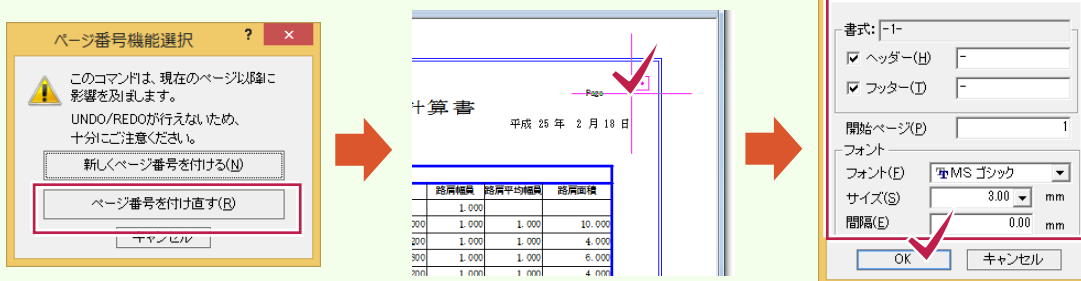 ページ番号機能選択
?
×
このコマンドは、現在のページ以降に
影響を及ぼします。
UNDO/REDOが行えないため、
十分にご注意ください。
新しくページ番号を付ける(N)
ページ番号を付け直す(R)
キャンセル
Page
計算書
平成 25 年 2 月 18 日
路肩幅員 路肩平均幅員 路肩面積
1.000
000 1.000 1.000 10.000
200 1.000 1.000 4.000
300 1.000 1.000 6.000
200 1.000 1.000 4.000
書式: -1-
ヘッダー(H) -
フッター(T) -
開始ページ(P) 1
フォント
フォント(F) MS ゴシック
サイズ(S) 3.00 mm
間隔(E) 0.00 mm
OK キャンセル